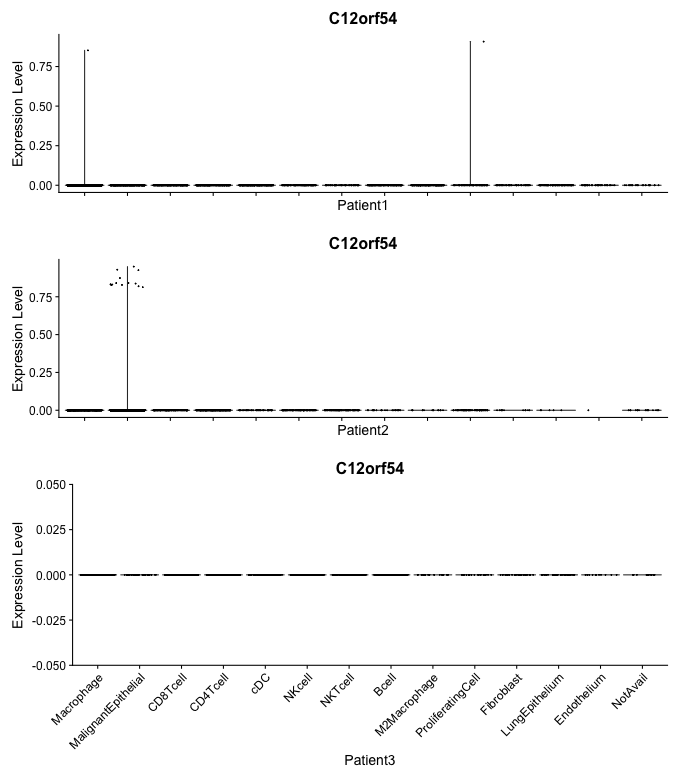 C12orf54
Expression Level
0.75
0.50
0.25
0.00
Patient1
C12orf54
Expression Level
0.75
0.50
0.25
0.00
Patient2
C12orf54
Expression Level
0.050
0.025
0.000
-0.025
-0.050
Macrophage
MalignantEpithelial
CD8Tcell
CD4Tcell
cDC
NKcell
NKTcell
Bcell
M2Macrophage
ProliferatingCell
Fibroblast
LungEpithelium
Endothelium
NotAvail
Patient3